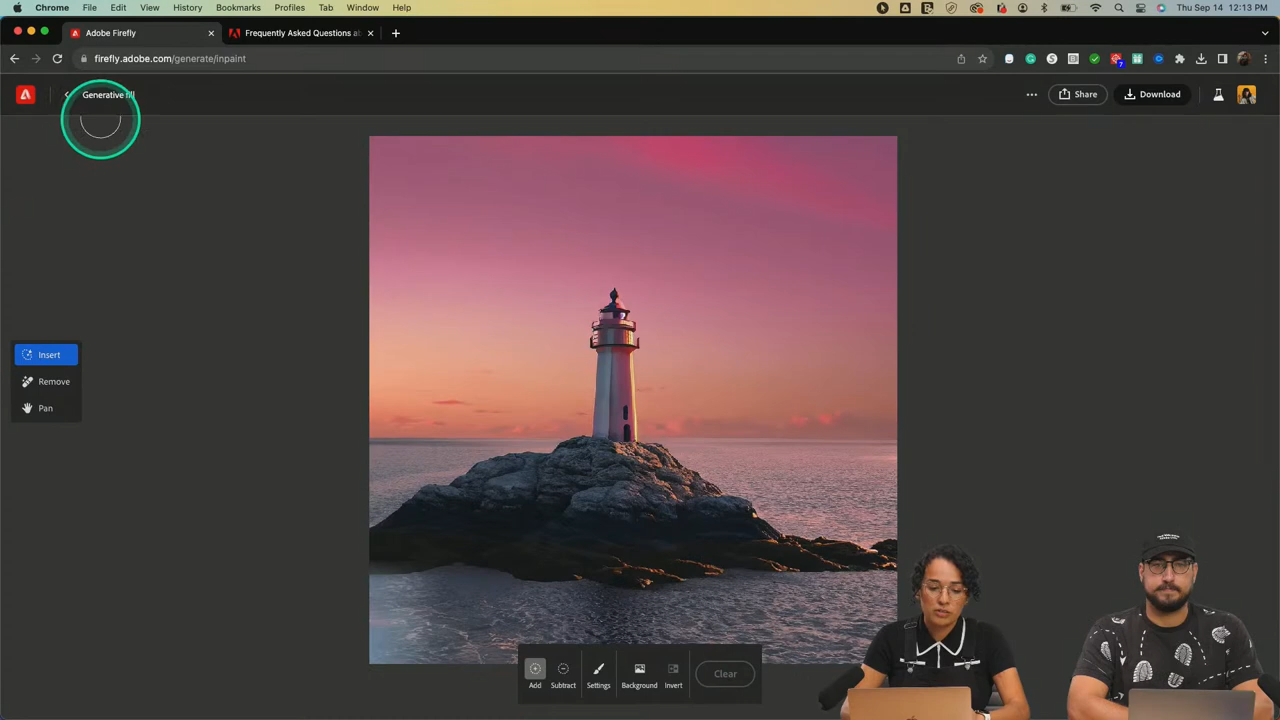 Chrome File Edit View History Bookmarks Profiles Tab Window Help Thu Sep 14 12:13 PM
Adobe Firefly Frequently Asked Questions a
firefly.adobe.com/generate/inpaint
7
Generative fill Share Download
Insert
Remove
Pan
Add Subtract Settings Background Invert Clear